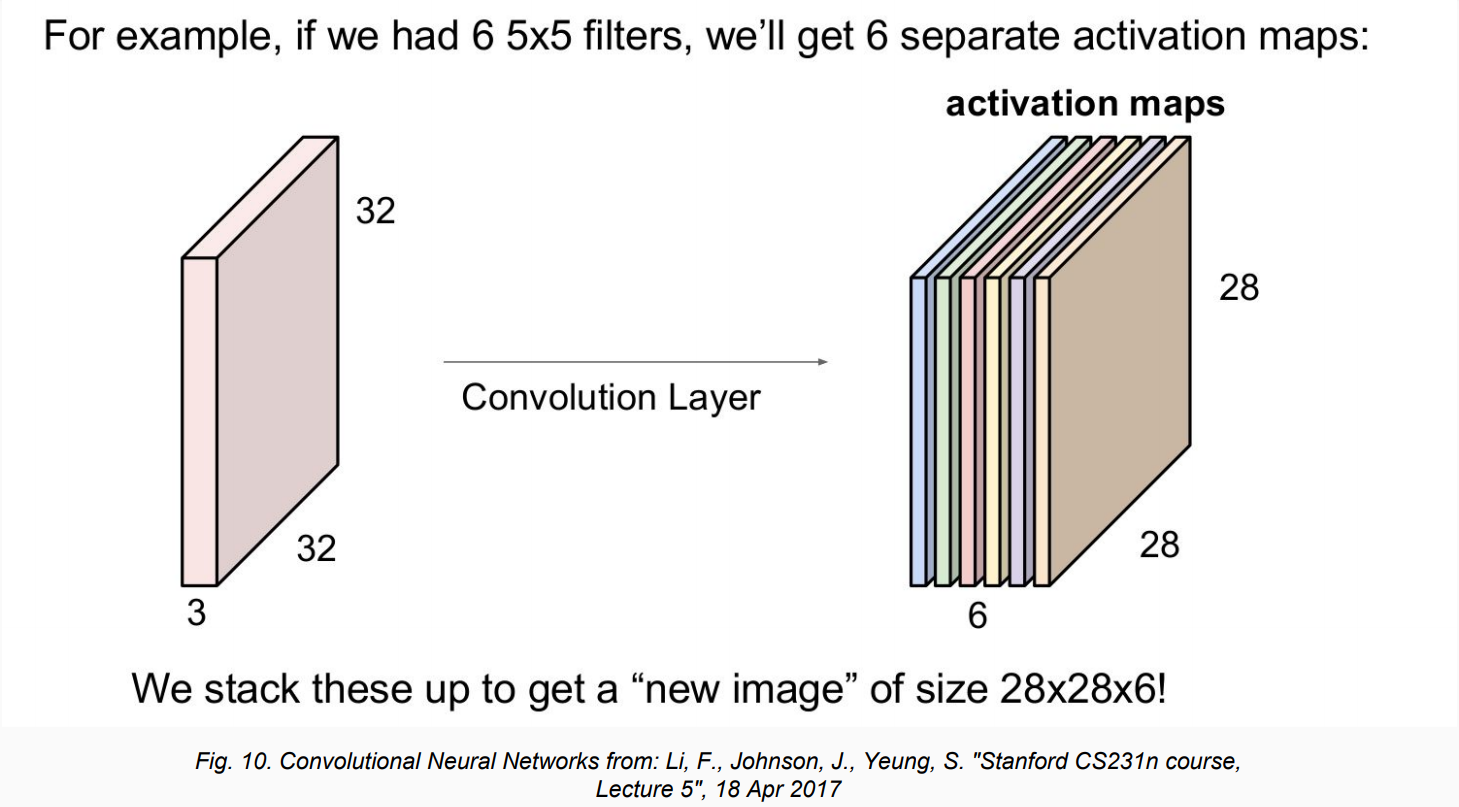 For example, if we had 6 5x5 filters, we’ll get 6 separate activation maps:
activation maps
32
28
Convolution Layer
32
28
3
6
We stack these up to get a “new image” of size 28x28x6!
Fig. 10. Convolutional Neural Networks from: Li, F., Johnson, J., Yeung, S. "Stanford CS231n course,
Lecture 5", 18 Apr 2017